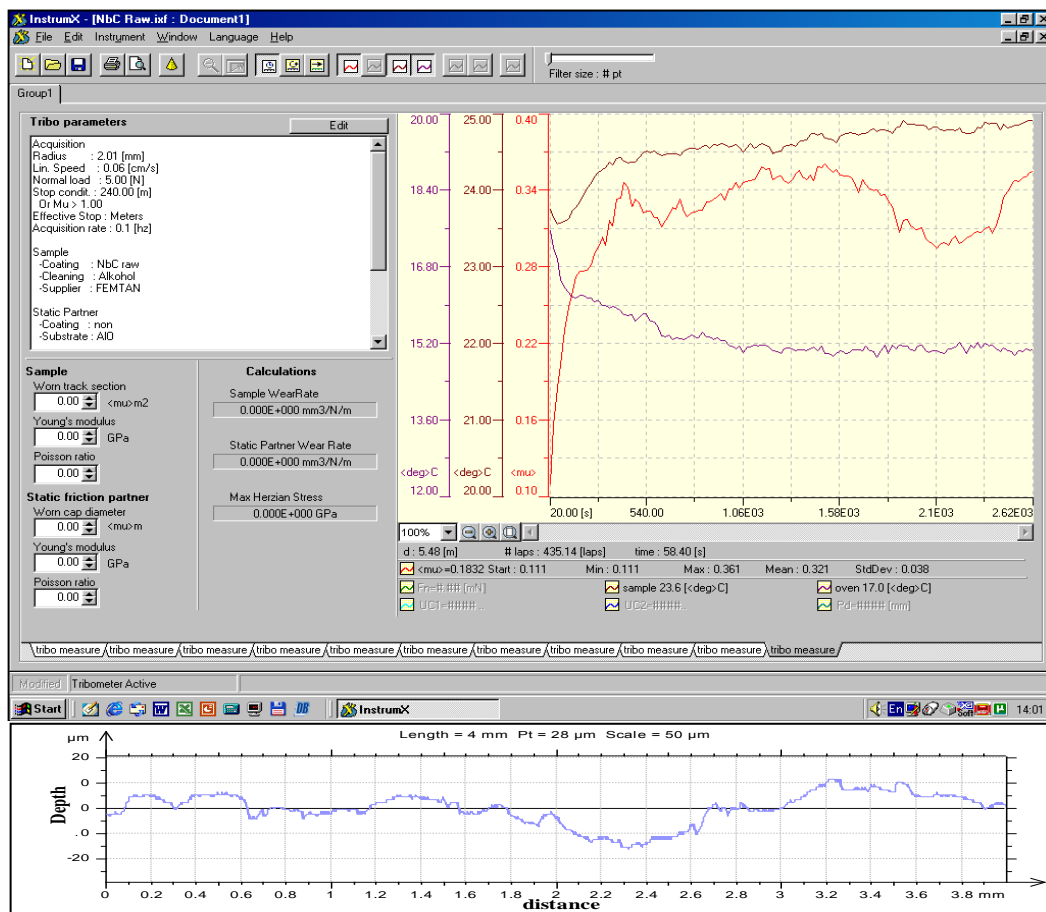 InstrumX - [NbC Raw.ixf : Document1]
File Edit Instrument Window Language Help
Filter size : # pt
Group1
Tribo parameters
Edit
Acquisition
Radius : 2.01 [mm]
Lin. Speed : 0.06 [cm/s]
Normal load : 5.00 [N]
Stop condit. : 240.00 [m]
Or Mu > 1.00
Effective Stop : Meters
Acquisition rate : 0.1 [hz]
Sample
-Coating : NbC raw
-Cleaning : Alkohol
-Supplier : FEMTAN
Static Partner
-Coating : non
-Substrate : AlO
Sample
Worn track section
0.00 <mu>m2
Young's modulus
0.00 GPa
Poisson ratio
0.00
Static friction partner
Worn cap diameter
0.00 <mu>m
Young's modulus
0.00 GPa
Poisson ratio
0.00
Calculations
Sample WearRate
0.000E+000 mm3/N/m
Static Partner Wear Rate
0.000E+000 mm3/N/m
Max Herzian Stress
0.000E+000 GPa
20.00 25.00 0.40
18.40 24.00 0.34
16.80 23.00 0.28
15.20 22.00 0.22
13.60 21.00 0.16
<deg>C <deg>C <mu>
12.00 20.00 0.10
20.00 [s] 540.00 1.06E03 1.58E03 2.1E03 2.62E03
100%
d : 5.48 [m] # laps : 435.14 [laps] time : 58.40 [s]
<mu>=0.1832 Start : 0.111 Min : 0.111 Max : 0.361 Mean : 0.321 StdDev : 0.038
Fn=#.## [mN] sample 23.6 [<deg>C] oven 17.0 [<deg>C]
UC1=#### .. UC2=####.. Pd=#### [mm]
tribo measure tribo measure tribo measure tribo measure tribo measure tribo measure tribo measure tribo measure tribo measure tribo measure tribo measure
Modified Tribometer Active
Start InstrumX En 14:01
Length = 4 mm Pt = 28 µm Scale = 50 µm
µm
20
0
0
. 0
-20
Depth
0 0.2 0.4 0.6 0.8 1 1.2 1.4 1.6 1.8 2 2.2 2.4 2.6 2.8 3 3.2 3.4 3.6 3.8 mm
distance